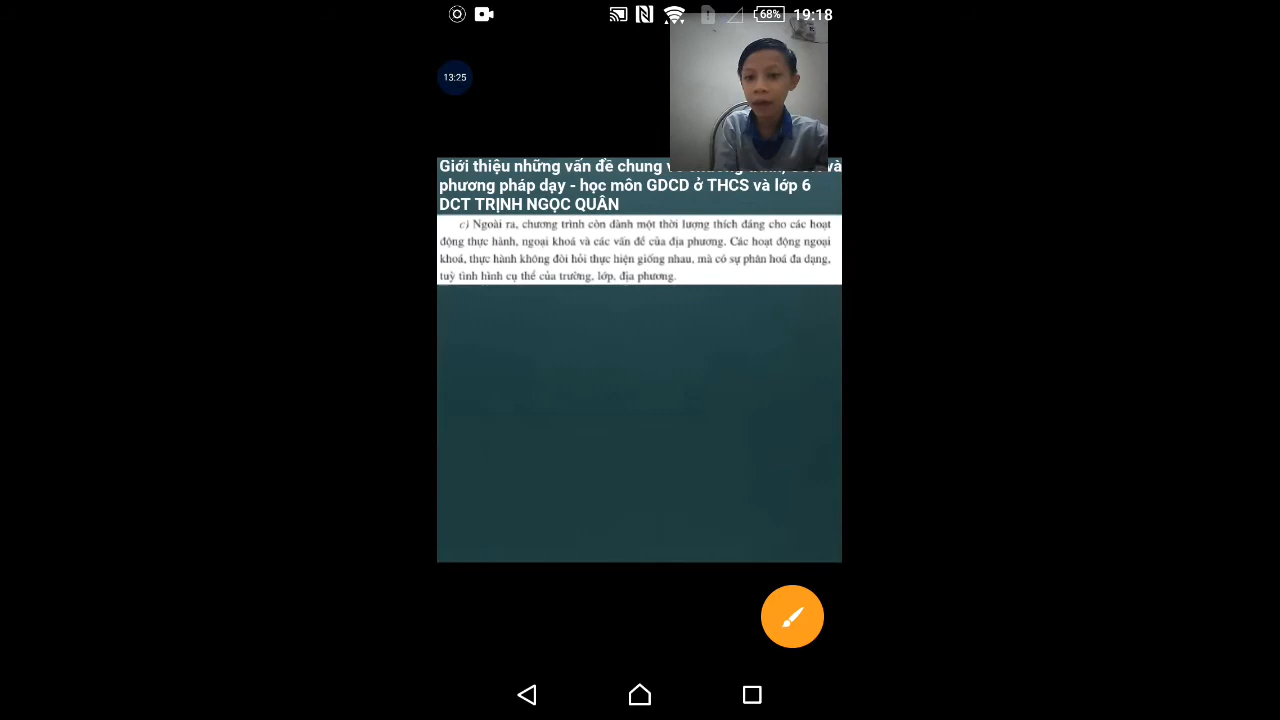 68%
19:18
13:25
Giới thiệu những vấn đề chung và
phương pháp dạy - học môn GDCD ở THCS và lớp 6
DCT TRỊNH NGỌC QUÂN
c) Ngoài ra, chương trình còn dành một thời lượng thích đáng cho các hoạt
động thực hành, ngoại khoá và các vấn đề của địa phương. Các hoạt động ngoại
khoá, thực hành không đòi hỏi thực hiện giống nhau, mà có sự phân hoá đa dạng,
tuỳ tình hình cụ thể của trường, lớp, địa phương.